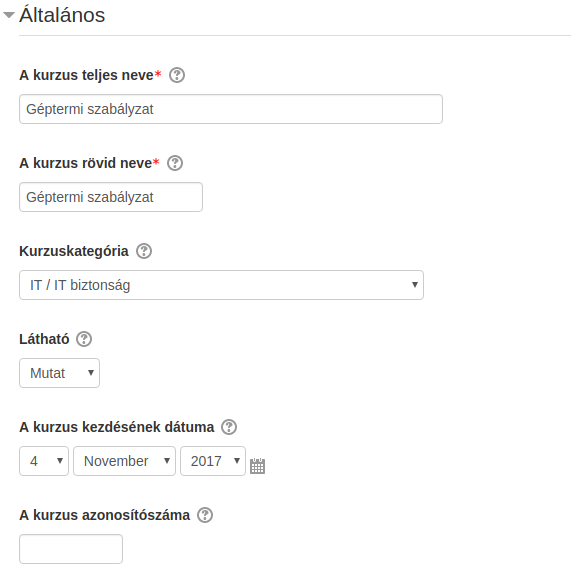 Általános
A kurzus teljes neve*
Géptermi szabályzat
A kurzus rövid neve*
Géptermi szabályzat
Kurzuskategória
IT / IT biztonság
Látható
Mutat
A kurzus kezdésének dátuma
4 November 2017
A kurzus azonosítószáma